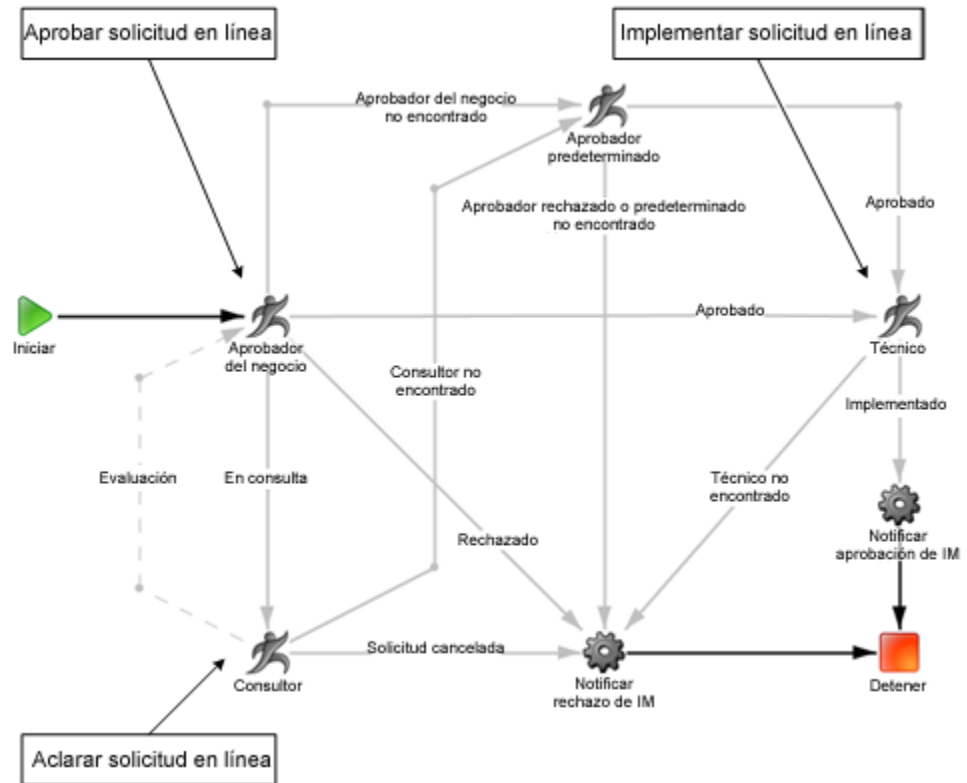 Aprobar solicitud en línea
Implementar solicitud en línea
Aprobador del negocio
no encontrado
Aprobador
predeterminado
Aprobador rechazado o predeterminado
no encontrado
Aprobado
Iniciar
Aprobador
del negocio
Aprobado
Técnico
Consultor no
encontrado
Implementado
Evaluación
En consulta
Técnico no
encontrado
Rechazado
Notificar
aprobación de IM
Solicitud cancelada
Consultor
Notificar
rechazo de IM
Detener
Aclarar solicitud en línea